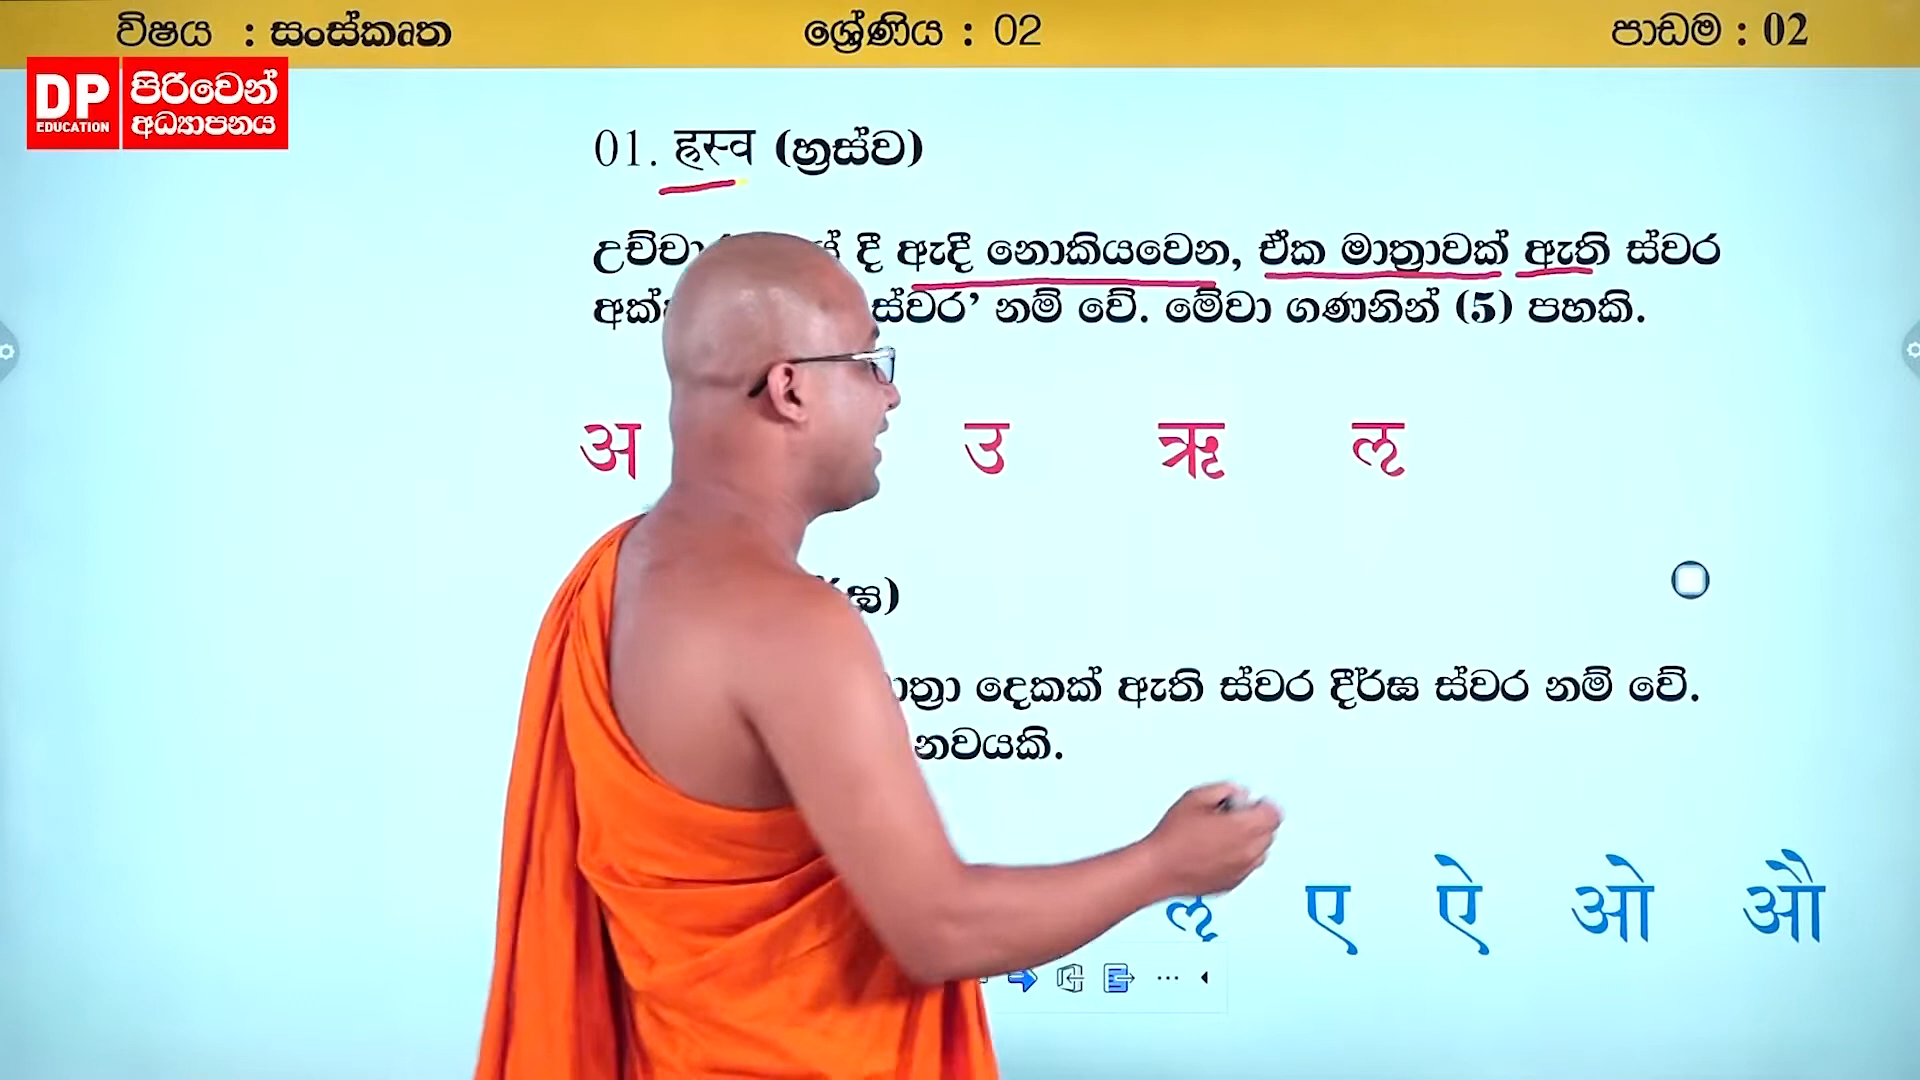 විෂය : සංස්කෘත ශ්‍රේණිය : 02 පාඩම : 02
DP EDUCATION පිරිවෙන් අධ්‍යාපනය
01. ह्रस्व (හ්‍රස්ව)
දී ඇදී නොකියවෙන, ඒක මාත්‍රාවක් ඇති ස්වර
ස්වර’ නම් වේ. මේවා ගණනින් (5) පහකි.
अ उ ऋ ऌ
දෙකක් ඇති ස්වර දීර්ඝ ස්වර නම් වේ.
නවයකි.
ए ऐ ओ औ